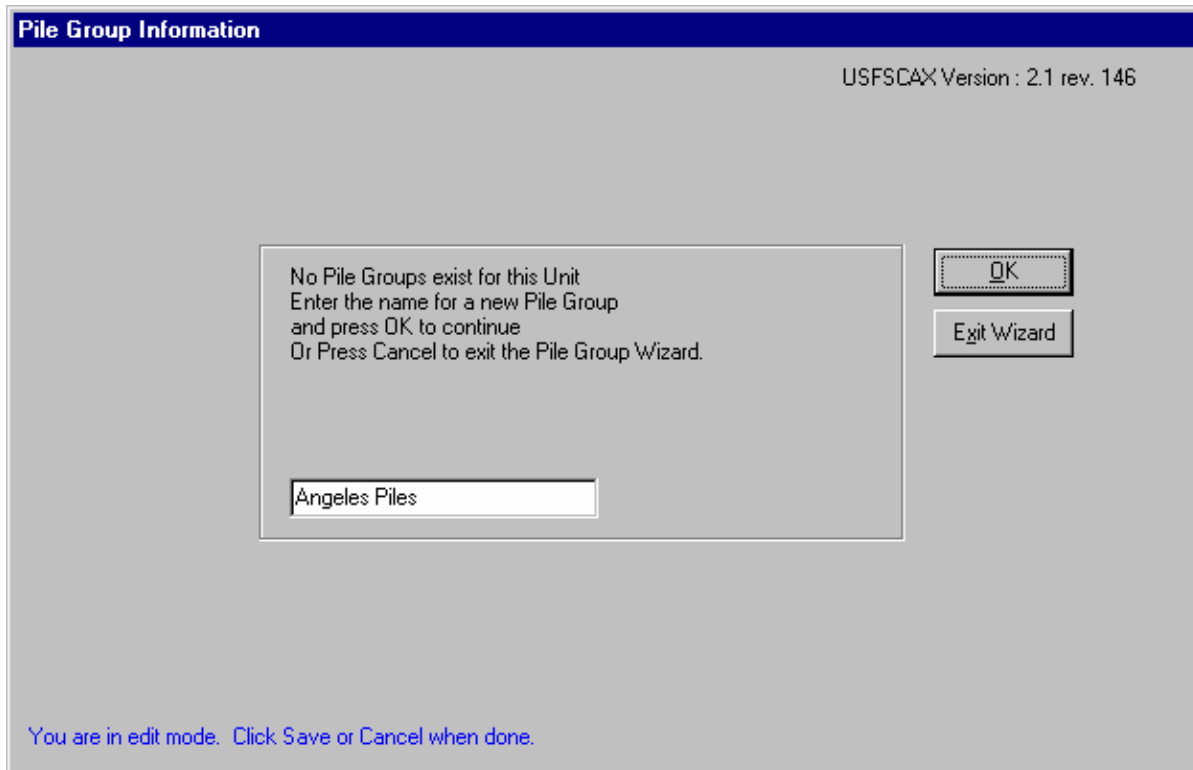 Pile Group Information
USFSCAX Version : 2.1 rev. 146
No Pile Groups exist for this Unit
Enter the name for a new Pile Group
and press OK to continue
Or Press Cancel to exit the Pile Group Wizard.
OK
Exit Wizard
Angeles Piles
You are in edit mode.  Click Save or Cancel when done.